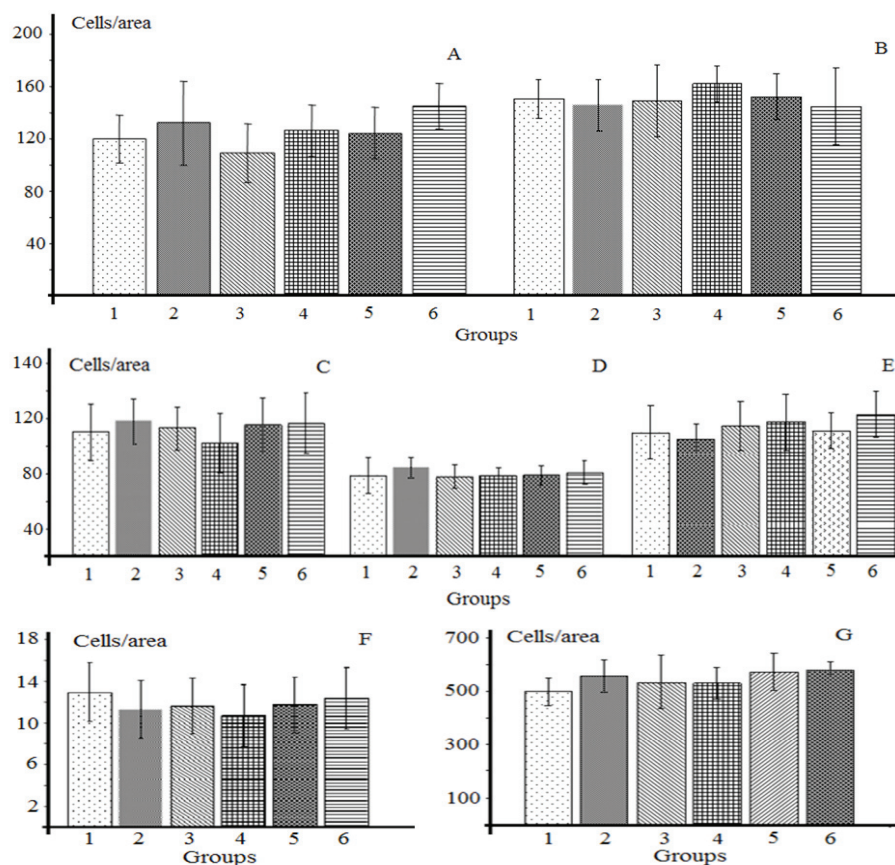 Cells/area
A B
200
160
120
80
40
1 2 3 4 5 6 1 2 3 4 5 6
Groups
Cells/area C D E
140
120
80
40
1 2 3 4 5 6 1 2 3 4 5 6 1 2 3 4 5 6
Groups
Cells/area F
18
14
10
6
2
1 2 3 4 5 6
Groups
Cells/area G
700
500
300
100
1 2 3 4 5 6
Groups